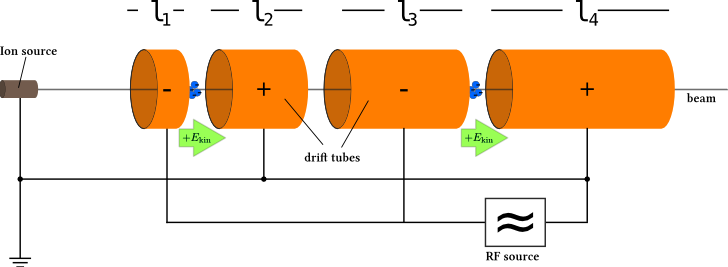 l1 l2 l3 l4
Ion source
- + - +
beam
+Ekin +Ekin
drift tubes
≈
RF source